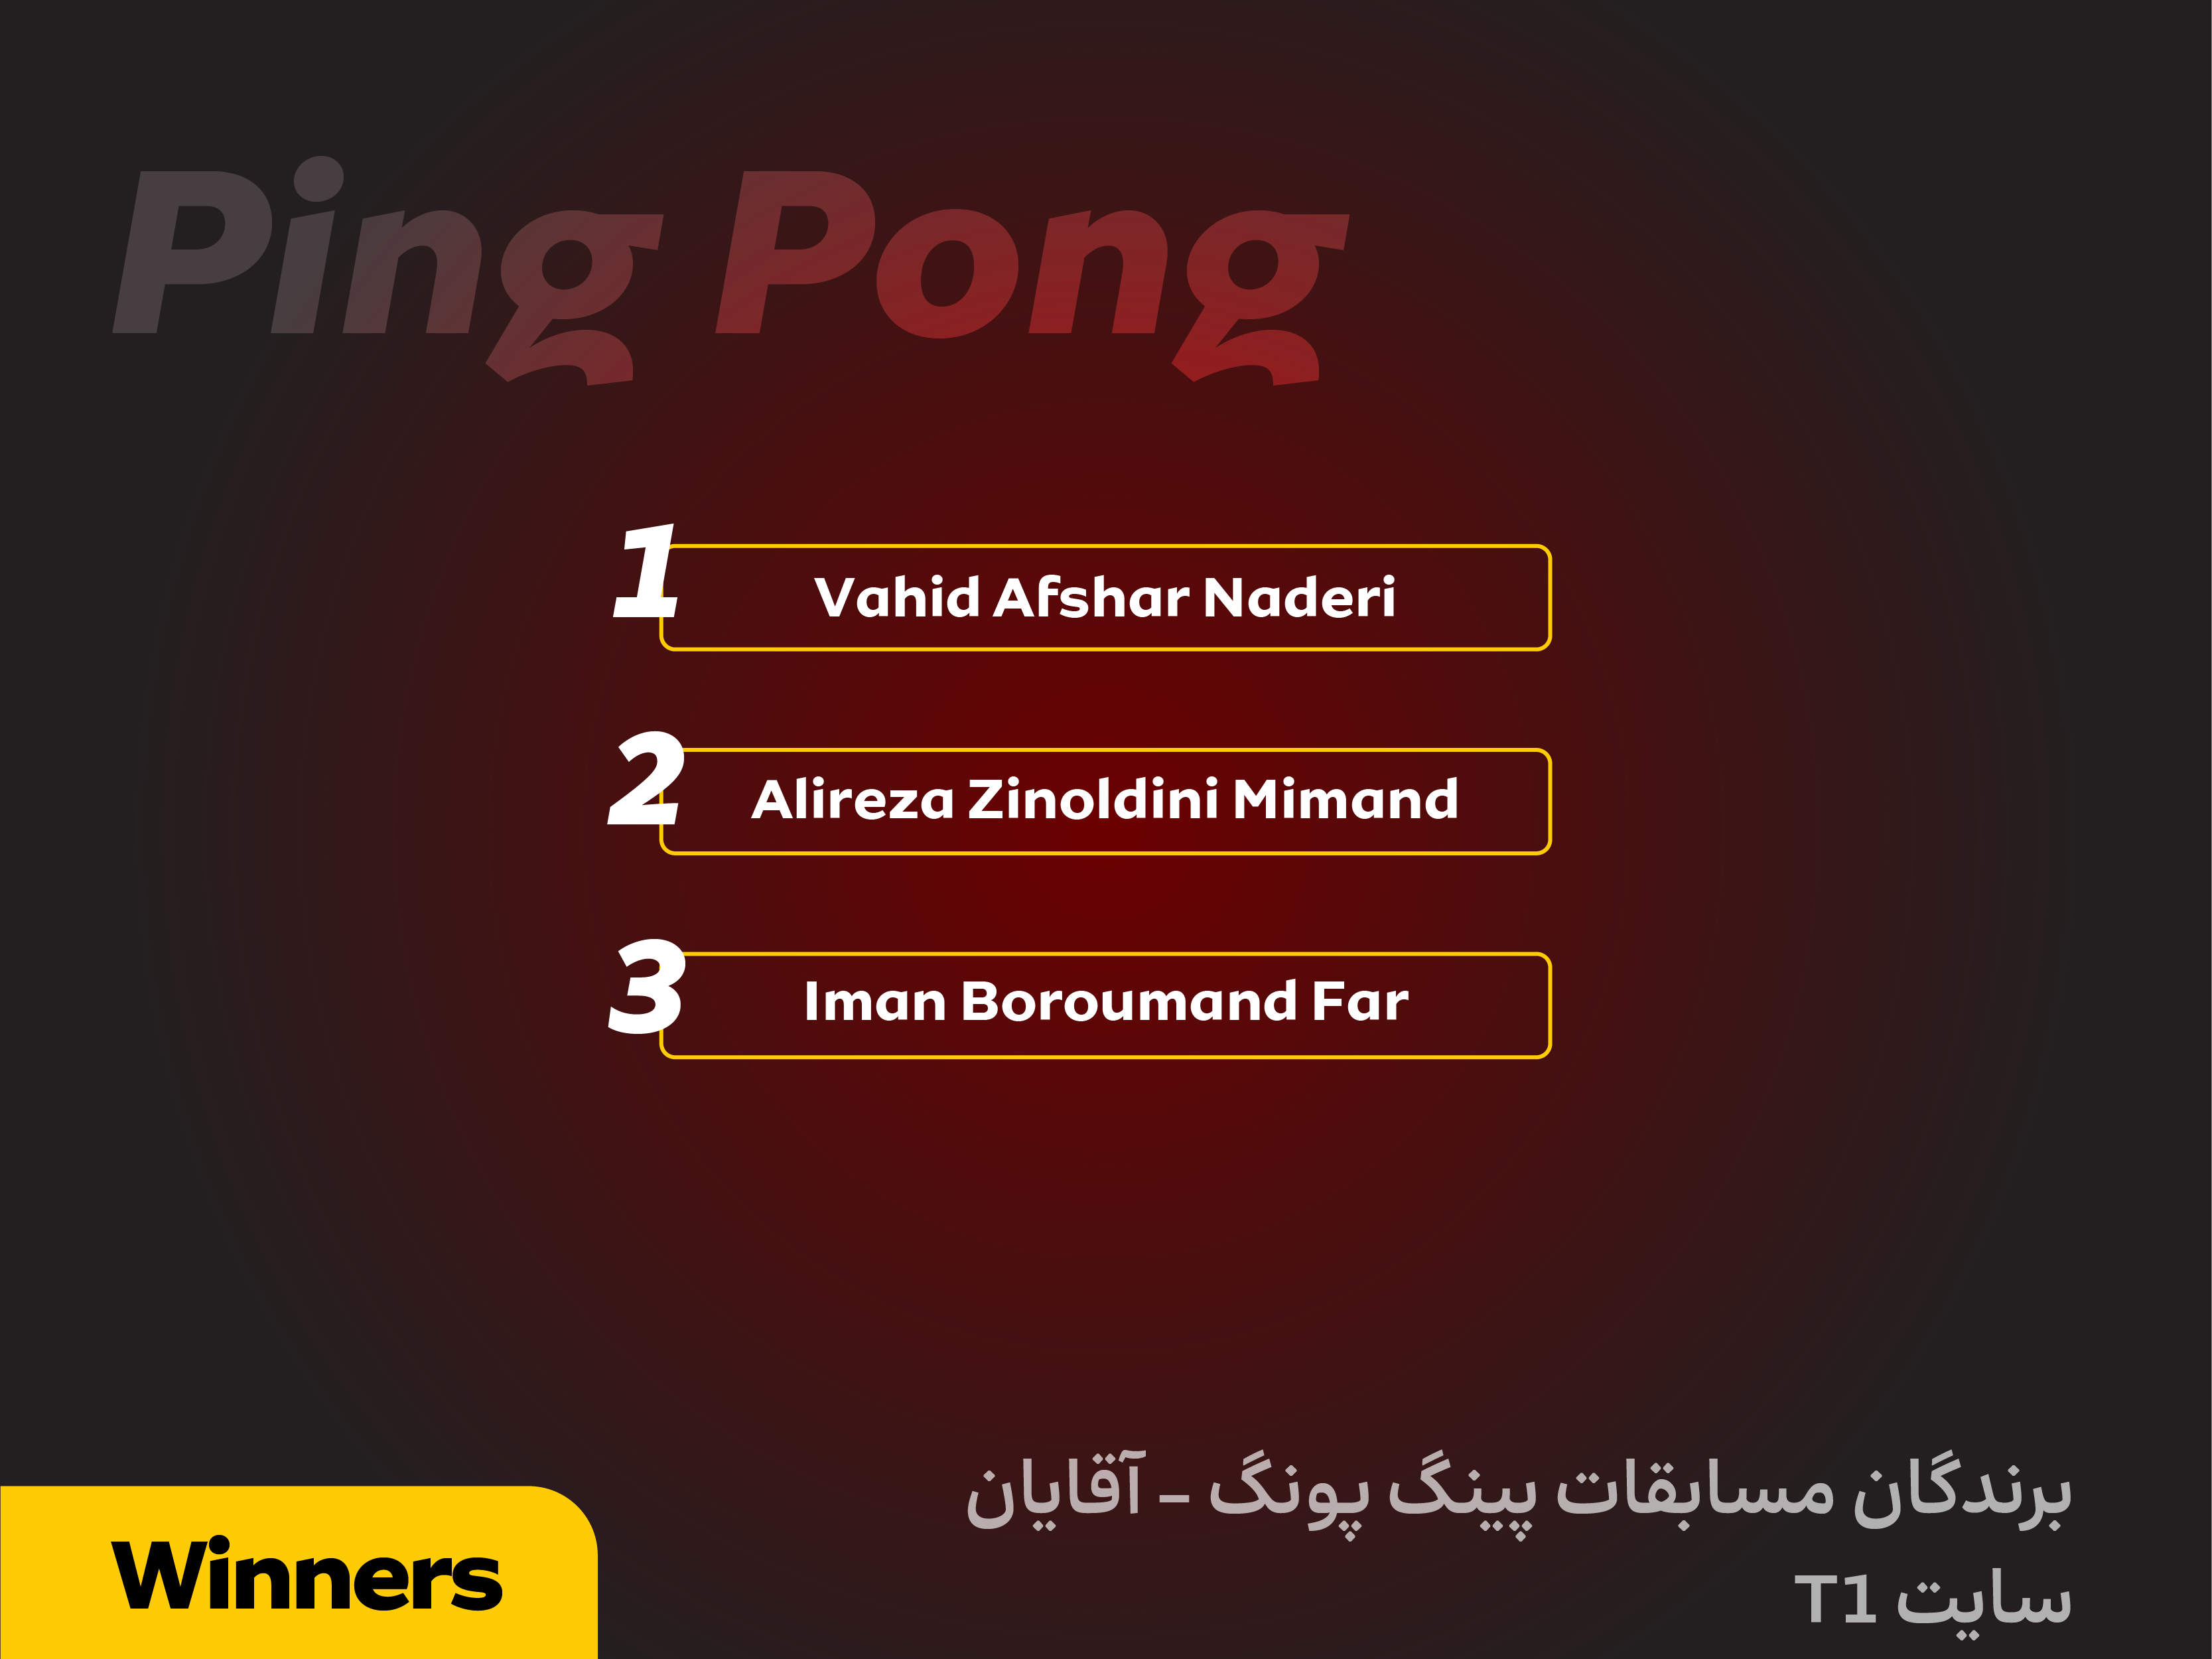 Ping Pong
1 Vahid Afshar Naderi
2 Alireza Zinoldini Mimand
3 Iman Boroumand Far
برندگان مسابقات پینگ پونگ – آقایان
سایت T1
Winners